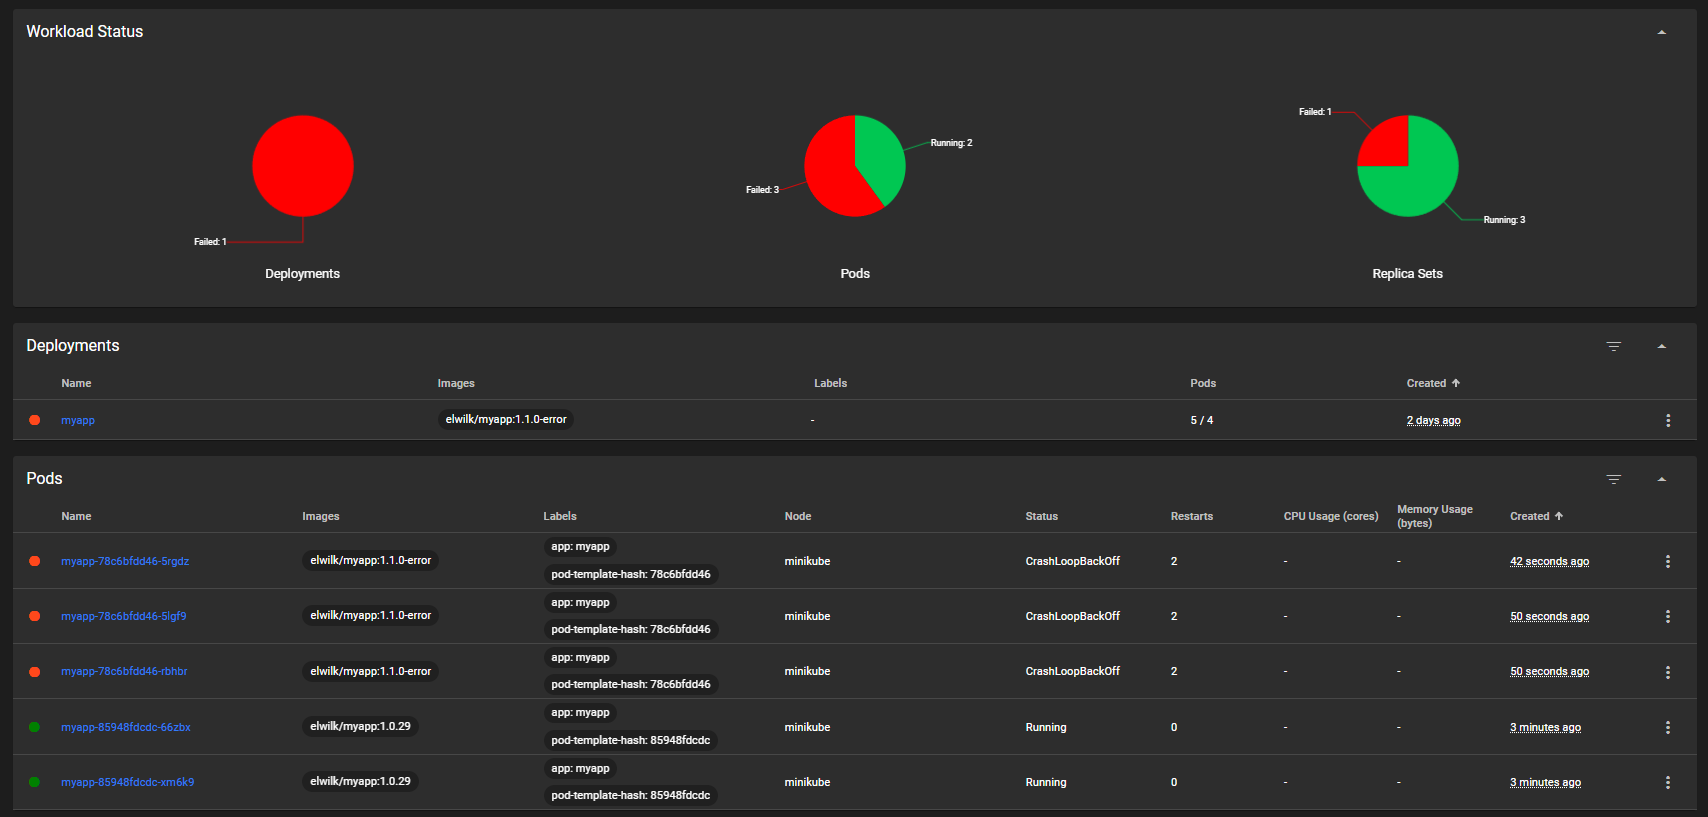 Workload Status
Failed: 1
Deployments
Running: 2
Failed: 3
Pods
Failed: 1
Running: 3
Replica Sets
Deployments
Name Images Labels Pods Created
myapp elwilk/myapp:1.1.0-error - 5 / 4 2 days ago
Pods
Name Images Labels Node Status Restarts CPU Usage (cores) Memory Usage (bytes) Created
myapp-78c6bfdd46-5rgdz elwilk/myapp:1.1.0-error app: myapp minikube CrashLoopBackOff 2 - - 42 seconds ago
pod-template-hash: 78c6bfdd46
myapp-78c6bfdd46-5lgf9 elwilk/myapp:1.1.0-error app: myapp minikube CrashLoopBackOff 2 - - 50 seconds ago
pod-template-hash: 78c6bfdd46
myapp-78c6bfdd46-rbhbr elwilk/myapp:1.1.0-error app: myapp minikube CrashLoopBackOff 2 - - 50 seconds ago
pod-template-hash: 78c6bfdd46
myapp-85948fdcdc-66zbx elwilk/myapp:1.0.29 app: myapp minikube Running 0 - - 3 minutes ago
pod-template-hash: 85948fdcdc
myapp-85948fdcdc-xm6k9 elwilk/myapp:1.0.29 app: myapp minikube Running 0 - - 3 minutes ago
pod-template-hash: 85948fdcdc